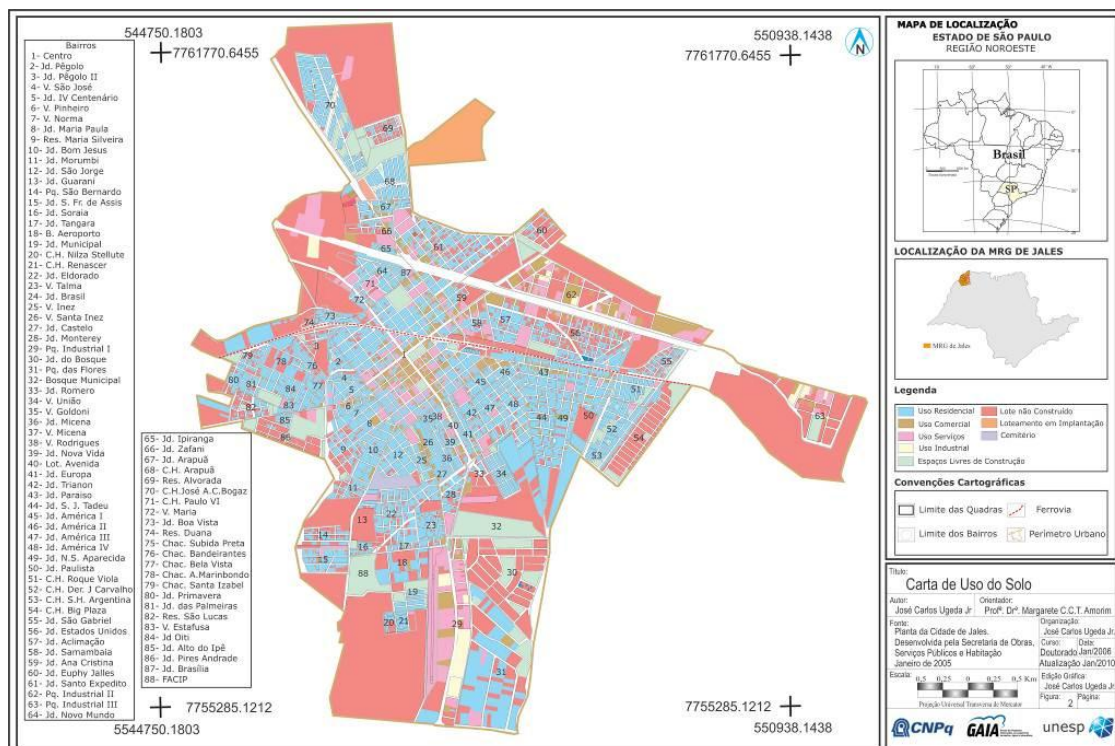 544750.1803
7761770.6455
550938.1438
7761770.6455
N
Bairros
1- Centro
2- Jd. Pêgolo
3- Jd. Pêgolo II
4- V. São José
5- Jd. IV Centenário
6- V. Pinheiro
7- V. Norma
8- Jd. Maria Paula
9- Res. Maria Silveira
10- Jd. Bom Jesus
11- Jd. Morumbi
12- Jd. São Jorge
13- Jd. Guarani
14- Pq. São Bernardo
15- Jd. S. Fr. de Assis
16- Jd. Soraia
17- Jd. Tangara
18- B. Aeroporto
19- Jd. Municipal
20- C.H. Nilza Stellute
21- C.H. Renascer
22- Jd. Eldorado
23- V. Talma
24- Jd. Brasil
25- V. Inez
26- V. Santa Inez
27- Jd. Castelo
28- Jd. Monterey
29- Pq. Industrial I
30- Jd. do Bosque
31- Pq. das Flores
32- Bosque Municipal
33- Jd. Romero
34- V. União
35- V. Goldoni
36- Jd. Micena
37- V. Micena
38- V. Rodrigues
39- Jd. Nova Vida
40- Lot. Avenida
41- Jd. Europa
42- Jd. Trianon
43- Jd. Paraiso
44- Jd. S. J. Tadeu
45- Jd. América I
46- Jd. América II
47- Jd. América III
48- Jd. América IV
49- Jd. N.S. Aparecida
50- Jd. Paulista
51- C.H. Roque Viola
52- C.H. Der. J Carvalho
53- C.H. S.H. Argentina
54- C.H. Big Plaza
55- Jd. São Gabriel
56- Jd. Estados Unidos
57- Jd. Aclimação
58- Jd. Samambaia
59- Jd. Ana Cristina
60- Jd. Euphy Jalles
61- Jd. Santo Expedito
62- Pq. Industrial II
63- Pq. Industrial III
64- Jd. Novo Mundo
65- Jd. Ipiranga
66- Jd. Zafani
67- Jd. Arapuã
68- C.H. Arapuã
69- Res. Alvorada
70- C.H.José A.C.Bogaz
71- C.H. Paulo VI
72- V. Maria
73- Jd. Boa Vista
74- Res. Duana
75- Chac. Subida Preta
76- Chac. Bandeirantes
77- Chac. Bela Vista
78- Chac. A.Marinbondo
79- Chac. Santa Izabel
80- Jd. Primavera
81- Jd. das Palmeiras
82- Res. São Lucas
83- V. Estafusa
84- Jd Oiti
85- Jd. Alto do Ipê
86- Jd. Pires Andrade
87- Jd. Brasília
88- FACIP
7755285.1212
5544750.1803
7755285.1212
550938.1438
MAPA DE LOCALIZAÇÃO
ESTADO DE SÃO PAULO
REGIÃO NOROESTE
Brasil
SP
LOCALIZAÇÃO DA MRG DE JALES
MRG de Jales
Legenda
Uso Residencial
Uso Comercial
Uso Serviços
Uso Industrial
Espaços Livres de Construção
Lote não Construído
Loteamento em Implantação
Cemitério
Convenções Cartográficas
Limite das Quadras
Ferrovia
Limite dos Bairros
Perímetro Urbano
Título:
Carta de Uso do Solo
Autor:
José Carlos Ugeda Jr
Orientador:
Profª. Drª. Margarete C.C.T. Amorim
Fonte:
Planta da Cidade de Jales.
Desenvolvida pela Secretaria de Obras,
Serviços Públicos e Habitação
Janeiro de 2005
Organização:
José Carlos Ugeda Jr.
Curso:
Doutorado
Data:
Jan/2006
Atualização Jan/2010
Escala:
0,5 0,25 0 0,25 0,5 Km
Projeção Universal Transversa de Mercator
Edição Gráfica:
José Carlos Ugeda Jr.
Figura:
2
Página:
CNPq
GAIA
unesp